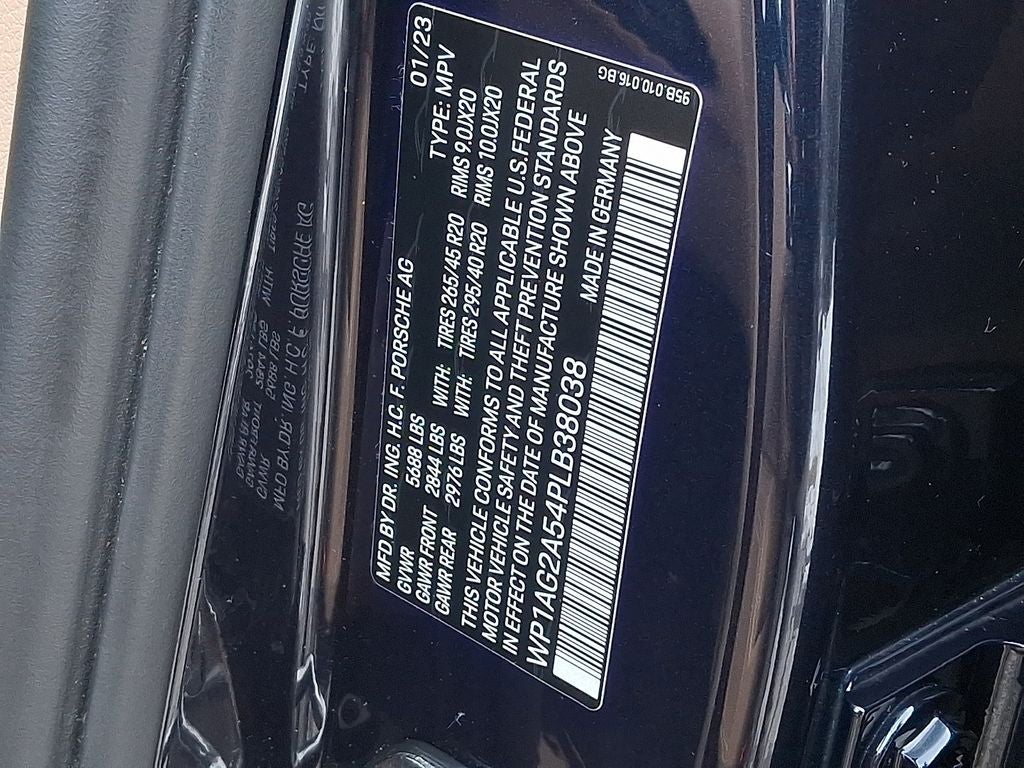 MFD BY DR. ING. H.C. F. PORSCHE AG 01/23
GVWR 5688 LBS TYPE: MPV
GAWR FRONT 2844 LBS WITH: TIRES 265/45 R20 RIMS 9.0JX20
GAWR REAR 2976 LBS WITH: TIRES 295/40 R20 RIMS 10.0JX20
THIS VEHICLE CONFORMS TO ALL APPLICABLE U.S.FEDERAL
MOTOR VEHICLE SAFETY AND THEFT PREVENTION STANDARDS
IN EFFECT ON THE DATE OF MANUFACTURE SHOWN ABOVE
WP1AG2A54PLB38038 MADE IN GERMANY
95B.010.016.BG